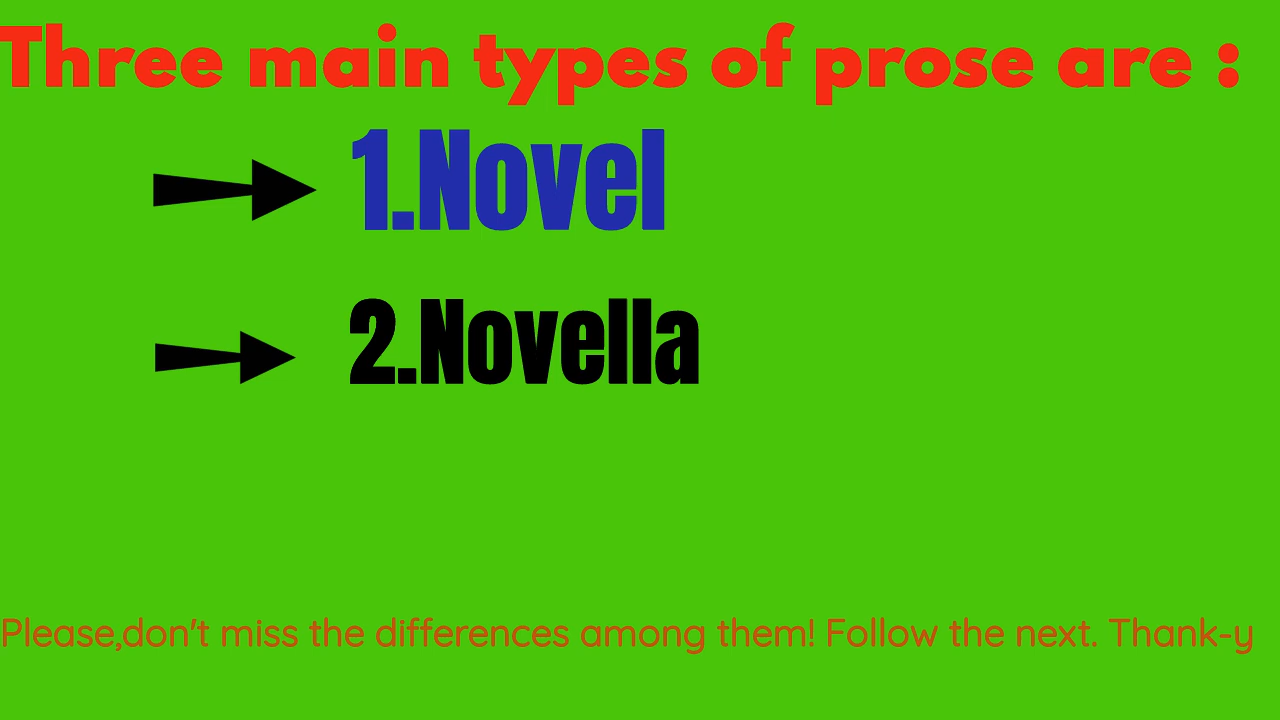 Three main types of prose are :
1.Novel
2.Novella
Please,don't miss the differences among them! Follow the next. Thank-y